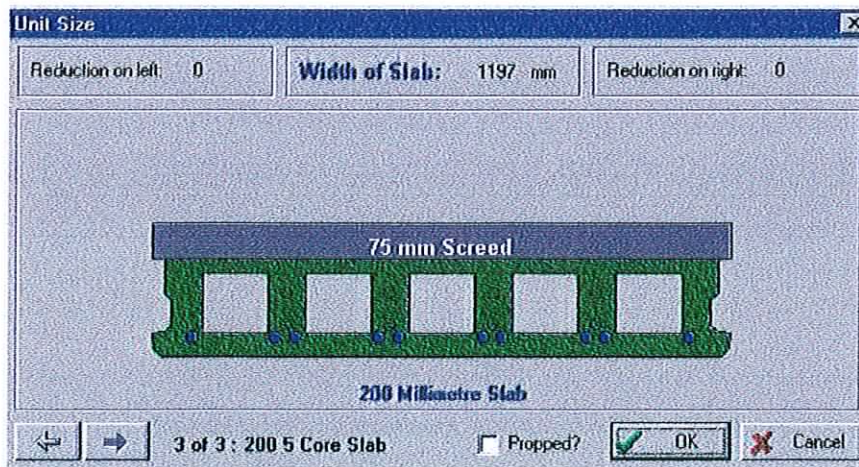 Unit Size
Reduction on left: 0 Width of Slab: 1197 mm Reduction on right: 0
75 mm Screed
200 Millimetre Slab
3 of 3 : 200 5 Core Slab Propped? OK Cancel